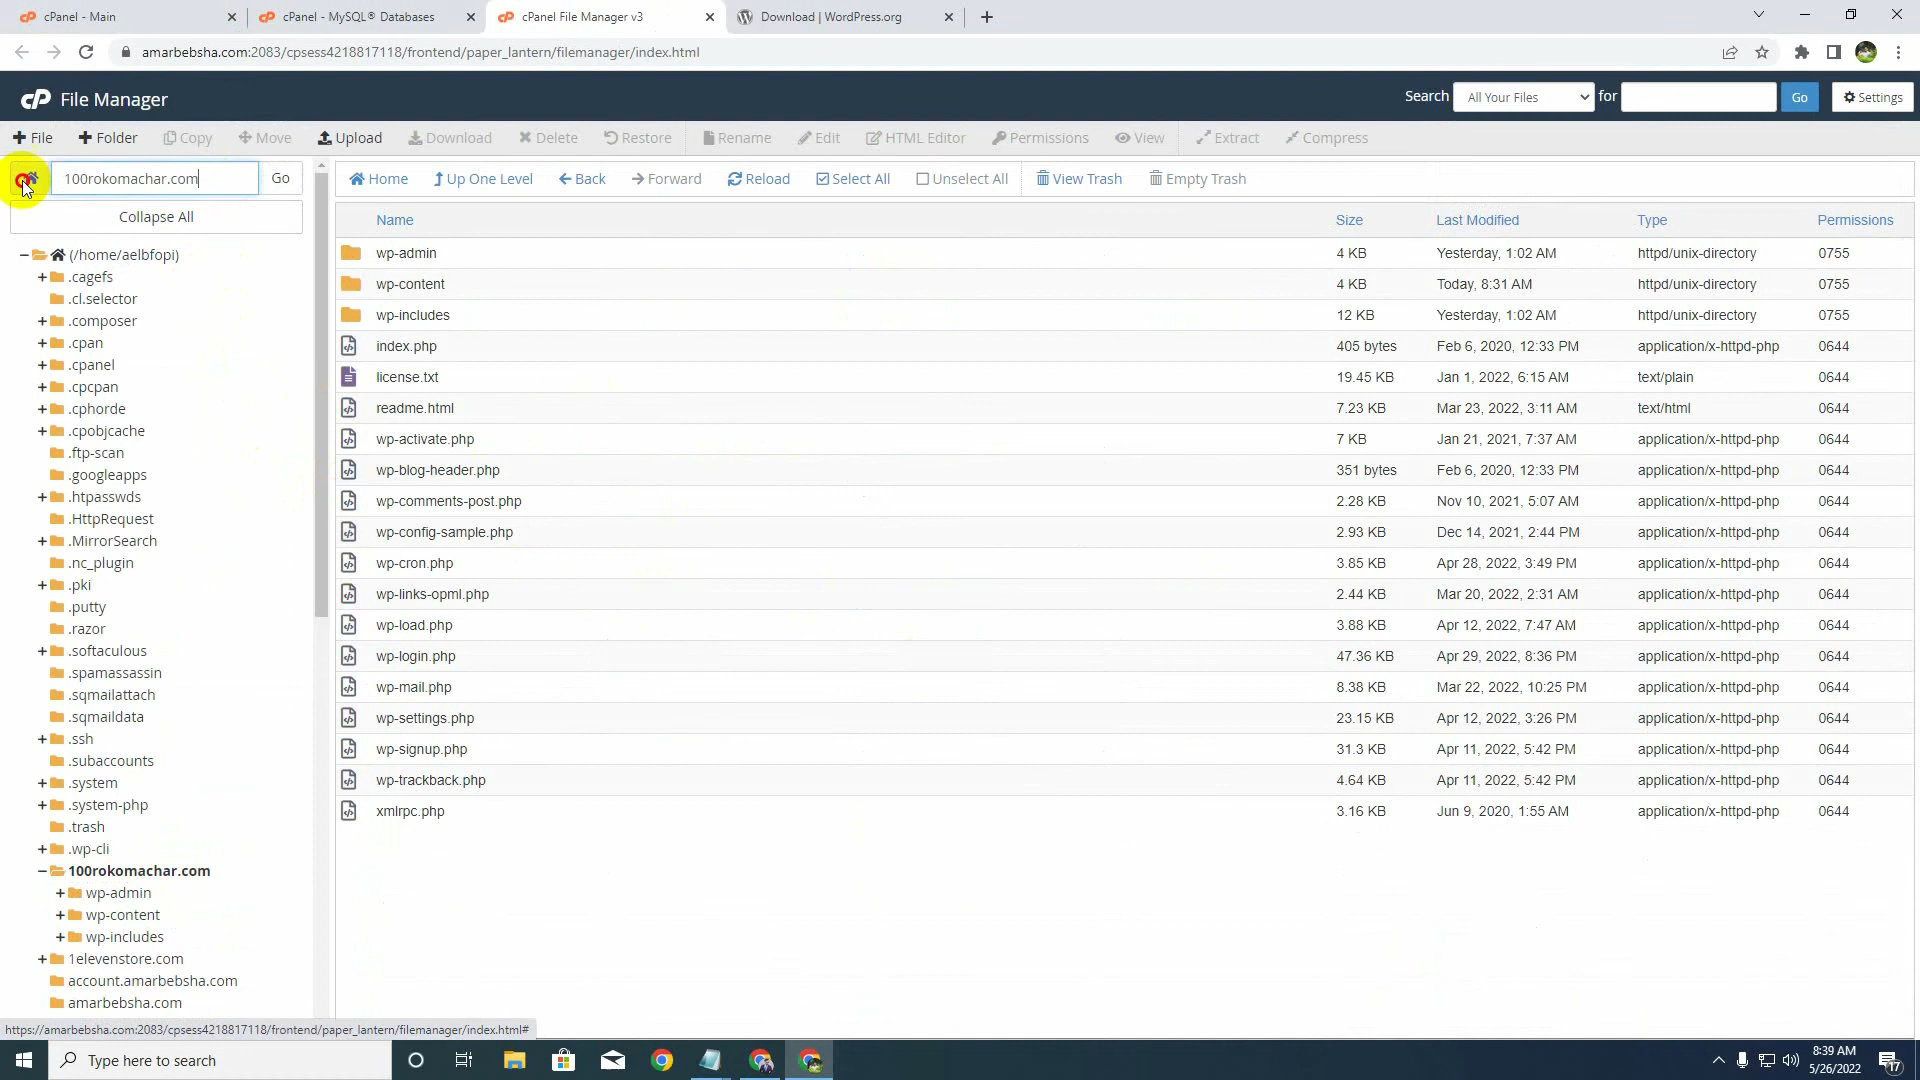 cPanel - Main
cPanel - MySQL® Databases
cPanel File Manager v3
Download | WordPress.org
amarbebsha.com:2083/cpsess4218817118/frontend/paper_lantern/filemanager/index.html
cP File Manager
Search All Your Files for Go Settings
File Folder Copy Move Upload Download Delete Restore Rename Edit HTML Editor Permissions View Extract Compress
100rokomachar.com Go
Home Up One Level Back Forward Reload Select All Unselect All View Trash Empty Trash
Collapse All
(/home/aelbfopi)
.cagefs
.cl.selector
.composer
.cpan
.cpanel
.cpcpan
.cphorde
.cpobjcache
.ftp-scan
.googleapps
.htpasswds
.HttpRequest
.MirrorSearch
.nc_plugin
.pki
.putty
.razor
.softaculous
.spamassassin
.sqmailattach
.sqmaildata
.ssh
.subaccounts
.system
.system-php
.trash
.wp-cli
100rokomachar.com
wp-admin
wp-content
wp-includes
1elevenstore.com
account.amarbebsha.com
amarbebsha.com
Name Size Last Modified Type Permissions
wp-admin 4 KB Yesterday, 1:02 AM httpd/unix-directory 0755
wp-content 4 KB Today, 8:31 AM httpd/unix-directory 0755
wp-includes 12 KB Yesterday, 1:02 AM httpd/unix-directory 0755
index.php 405 bytes Feb 6, 2020, 12:33 PM application/x-httpd-php 0644
license.txt 19.45 KB Jan 1, 2022, 6:15 AM text/plain 0644
readme.html 7.23 KB Mar 23, 2022, 3:11 AM text/html 0644
wp-activate.php 7 KB Jan 21, 2021, 7:37 AM application/x-httpd-php 0644
wp-blog-header.php 351 bytes Feb 6, 2020, 12:33 PM application/x-httpd-php 0644
wp-comments-post.php 2.28 KB Nov 10, 2021, 5:07 AM application/x-httpd-php 0644
wp-config-sample.php 2.93 KB Dec 14, 2021, 2:44 PM application/x-httpd-php 0644
wp-cron.php 3.85 KB Apr 28, 2022, 3:49 PM application/x-httpd-php 0644
wp-links-opml.php 2.44 KB Mar 20, 2022, 2:31 AM application/x-httpd-php 0644
wp-load.php 3.88 KB Apr 12, 2022, 7:47 AM application/x-httpd-php 0644
wp-login.php 47.36 KB Apr 29, 2022, 8:36 PM application/x-httpd-php 0644
wp-mail.php 8.38 KB Mar 22, 2022, 10:25 PM application/x-httpd-php 0644
wp-settings.php 23.15 KB Apr 12, 2022, 3:26 PM application/x-httpd-php 0644
wp-signup.php 31.3 KB Apr 11, 2022, 5:42 PM application/x-httpd-php 0644
wp-trackback.php 4.64 KB Apr 11, 2022, 5:42 PM application/x-httpd-php 0644
xmlrpc.php 3.16 KB Jun 9, 2020, 1:55 AM application/x-httpd-php 0644
https://amarbebsha.com:2083/cpsess4218817118/frontend/paper_lantern/filemanager/index.html#
Type here to search
8:39 AM
5/26/2022
17